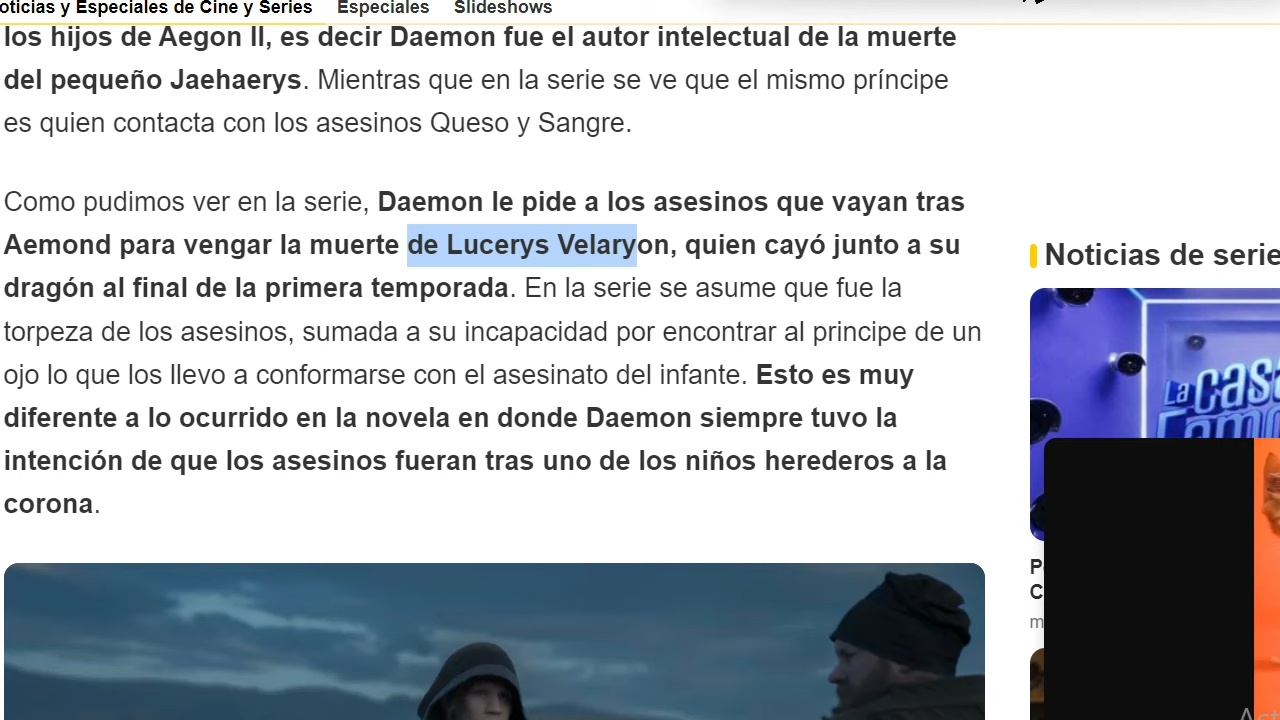 oticias y Especiales de Cine y Series Especiales Slideshows
los hijos de Aegon II, es decir Daemon fue el autor intelectual de la muerte
del pequeño Jaehaerys. Mientras que en la serie se ve que el mismo príncipe
es quien contacta con los asesinos Queso y Sangre.
Como pudimos ver en la serie, Daemon le pide a los asesinos que vayan tras
Aemond para vengar la muerte de Lucerys Velaryon, quien cayó junto a su
dragón al final de la primera temporada. En la serie se asume que fue la
torpeza de los asesinos, sumada a su incapacidad por encontrar al principe de un
ojo lo que los llevo a conformarse con el asesinato del infante. Esto es muy
diferente a lo ocurrido en la novela en donde Daemon siempre tuvo la
intención de que los asesinos fueran tras uno de los niños herederos a la
corona.
Noticias de serie
La
casa